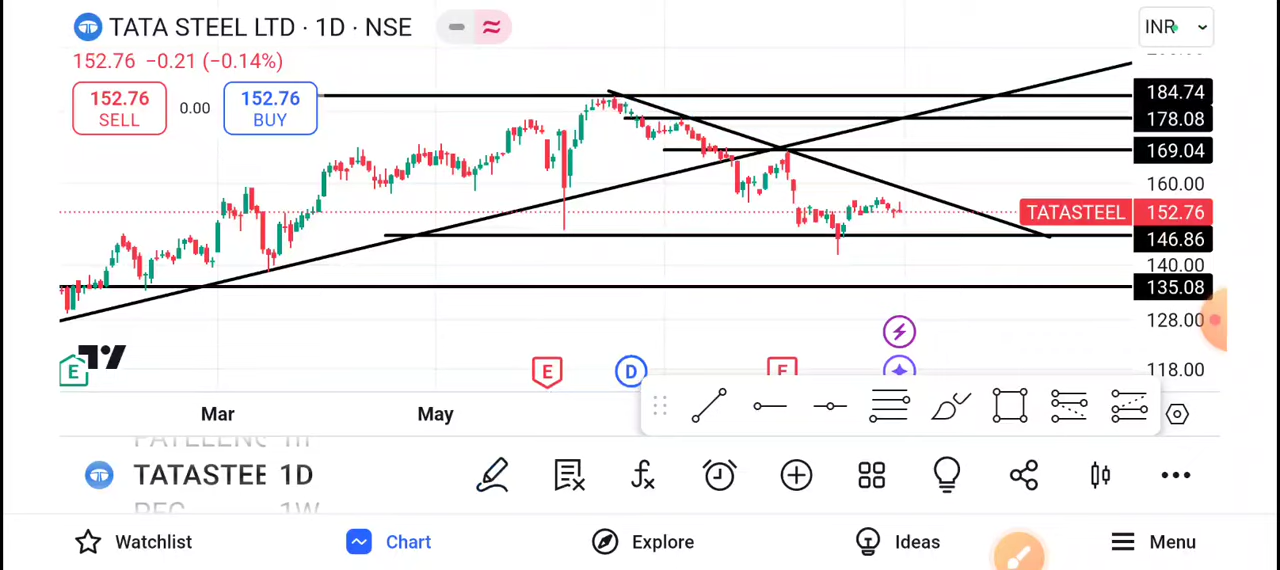 TATA STEEL LTD · 1D · NSE
INR
152.76 −0.21 (−0.14%)
152.76
SELL
0.00
152.76
BUY
184.74
178.08
169.04
160.00
TATASTEEL 152.76
146.86
140.00
135.08
128.00
118.00
E
E
D
E
Mar
May
TATASTEE 1D
1W
Watchlist
Chart
Explore
Ideas
Menu